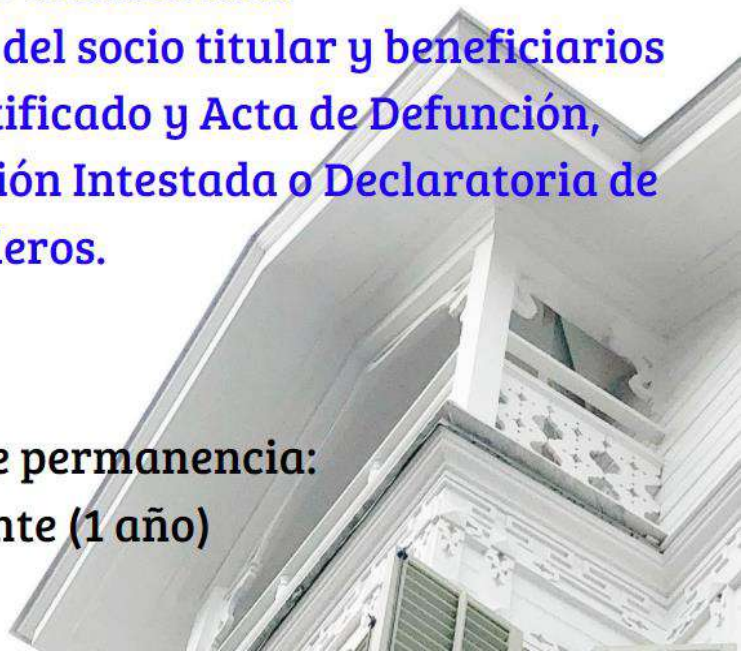 del socio titular y beneficiarios
tificado y Acta de Defunción,
ión Intestada o Declaratoria de
eros.
e permanencia:
nte (1 año)